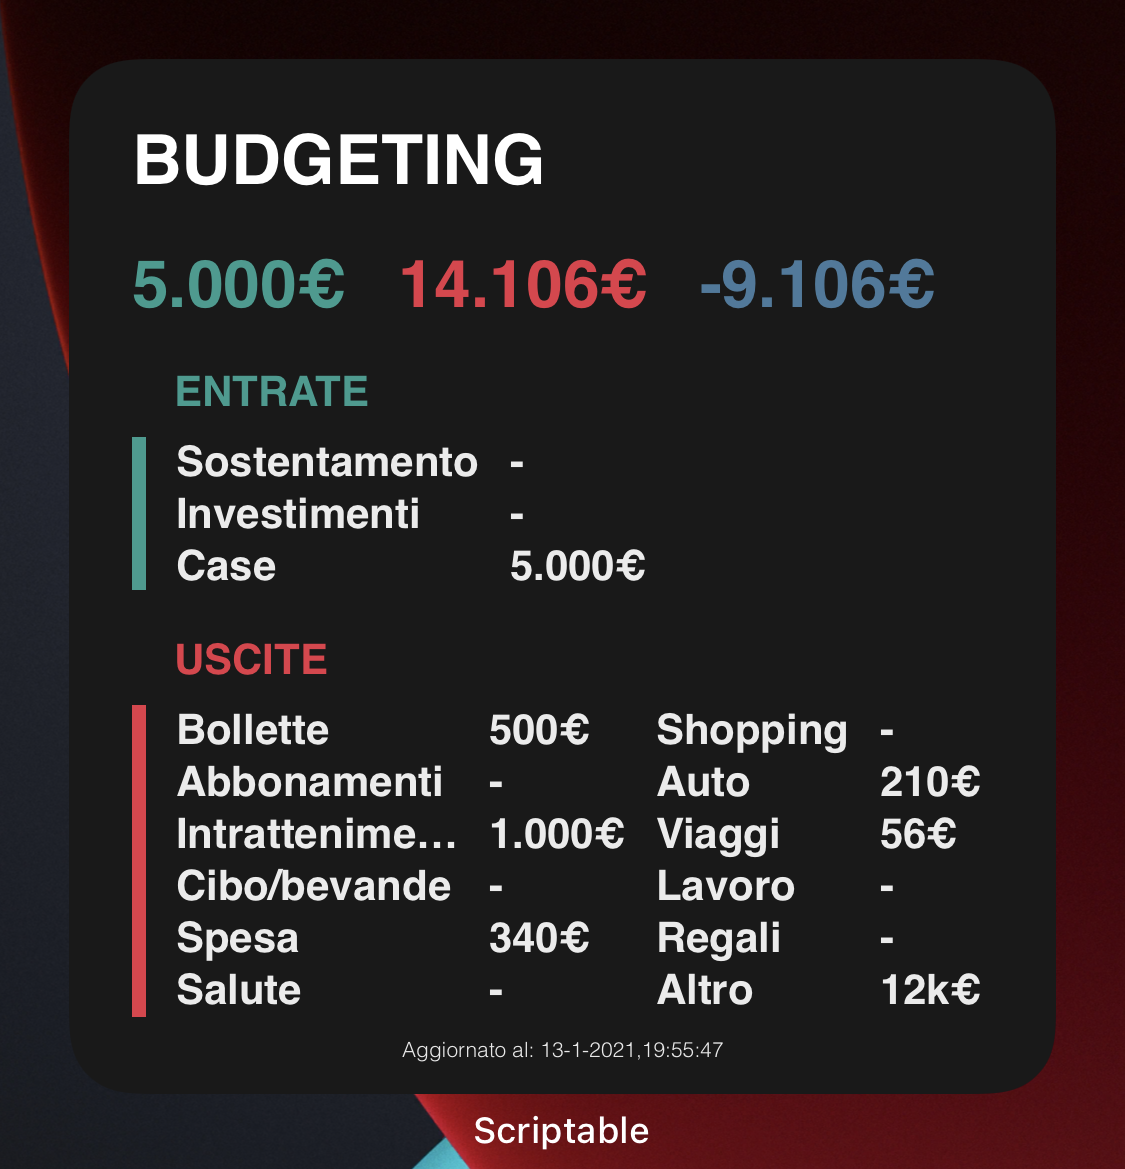 BUDGETING
5.000€ 14.106€ -9.106€
ENTRATE
Sostentamento -
Investimenti -
Case 5.000€
USCITE
Bollette 500€ Shopping -
Abbonamenti - Auto 210€
Intrattenime... 1.000€ Viaggi 56€
Cibo/bevande - Lavoro -
Spesa 340€ Regali -
Salute - Altro 12k€
Aggiornato al: 13-1-2021,19:55:47
Scriptable